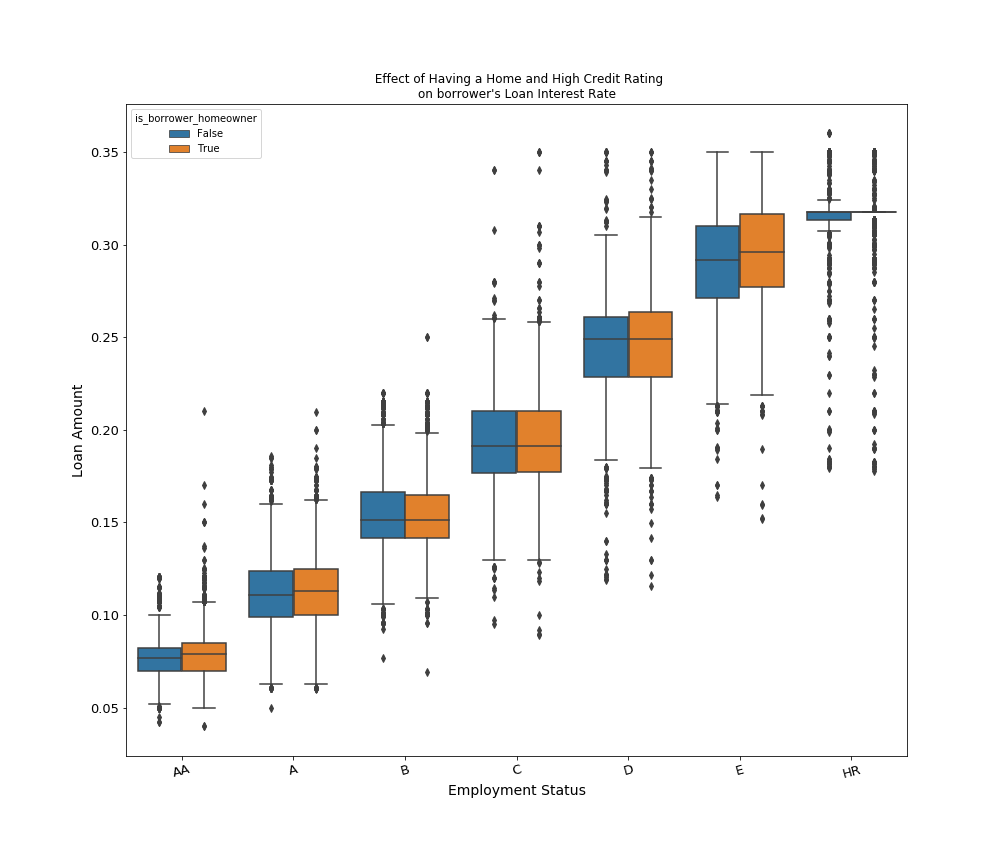 Effect of Having a Home and High Credit Rating
on borrower's Loan Interest Rate
is_borrower_homeowner
False
True
0.35
0.30
0.25
0.20
0.15
0.10
0.05
Loan Amount
AA
A
B
C
D
E
HR
Employment Status